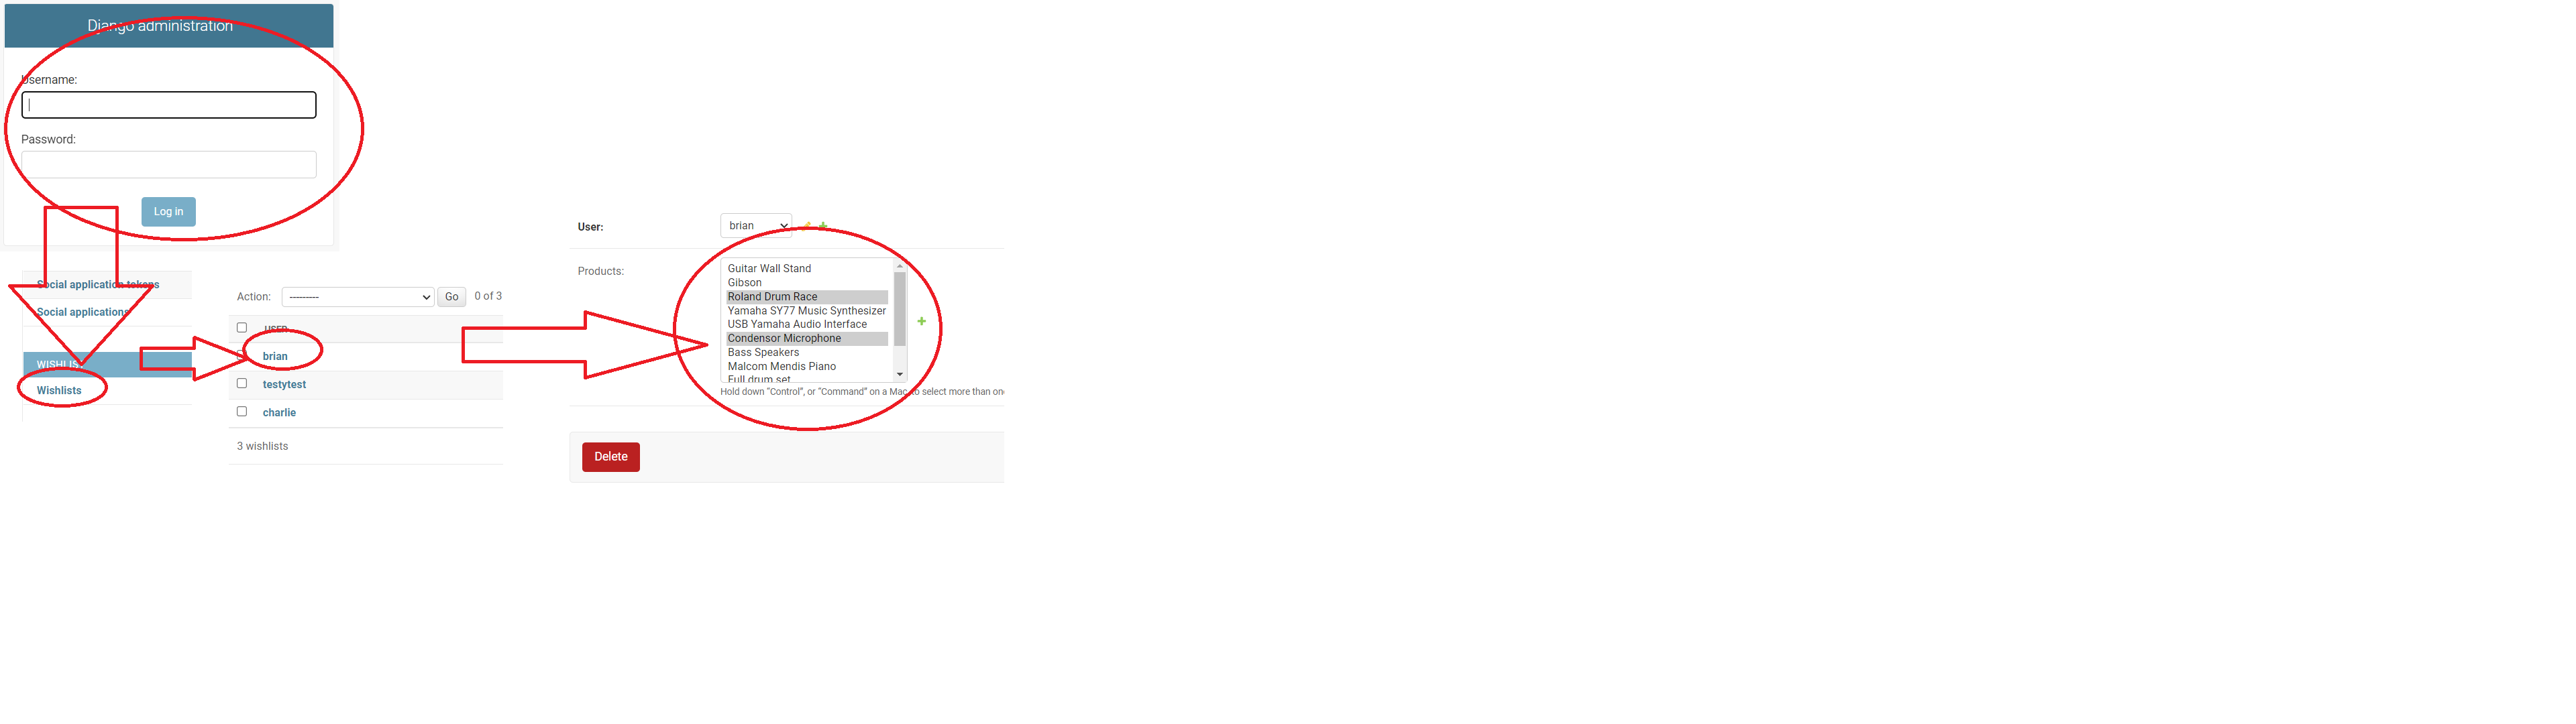 Django administration
Username:
Password:
Log in
Social application tokens
Social applications
WISHLIST
Wishlists
Action: --------- Go 0 of 3
USER
brian
testytest
charlie
3 wishlists
User: brian
Products:
Guitar Wall Stand
Gibson
Roland Drum Race
Yamaha SY77 Music Synthesizer
USB Yamaha Audio Interface
Condensor Microphone
Bass Speakers
Malcom Mendis Piano
Full drum set
Hold down “Control”, or “Command” on a Mac, to select more than on
Delete